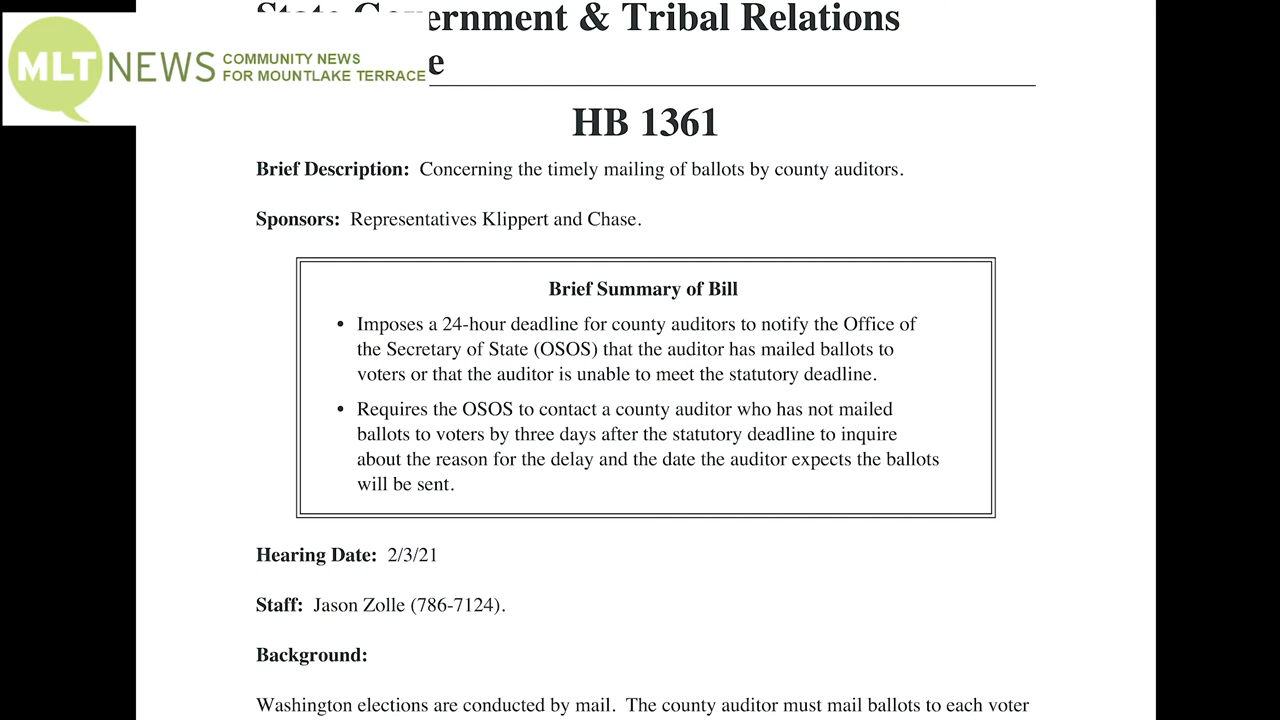 ernment & Tribal Relations
MLT NEWS COMMUNITY NEWS
FOR MOUNTLAKE TERRACE
e
HB 1361
Brief Description: Concerning the timely mailing of ballots by county auditors.
Sponsors: Representatives Klippert and Chase.
Brief Summary of Bill
• Imposes a 24-hour deadline for county auditors to notify the Office of
the Secretary of State (OSOS) that the auditor has mailed ballots to
voters or that the auditor is unable to meet the statutory deadline.
• Requires the OSOS to contact a county auditor who has not mailed
ballots to voters by three days after the statutory deadline to inquire
about the reason for the delay and the date the auditor expects the ballots
will be sent.
Hearing Date: 2/3/21
Staff: Jason Zolle (786-7124).
Background:
Washington elections are conducted by mail. The county auditor must mail ballots to each voter